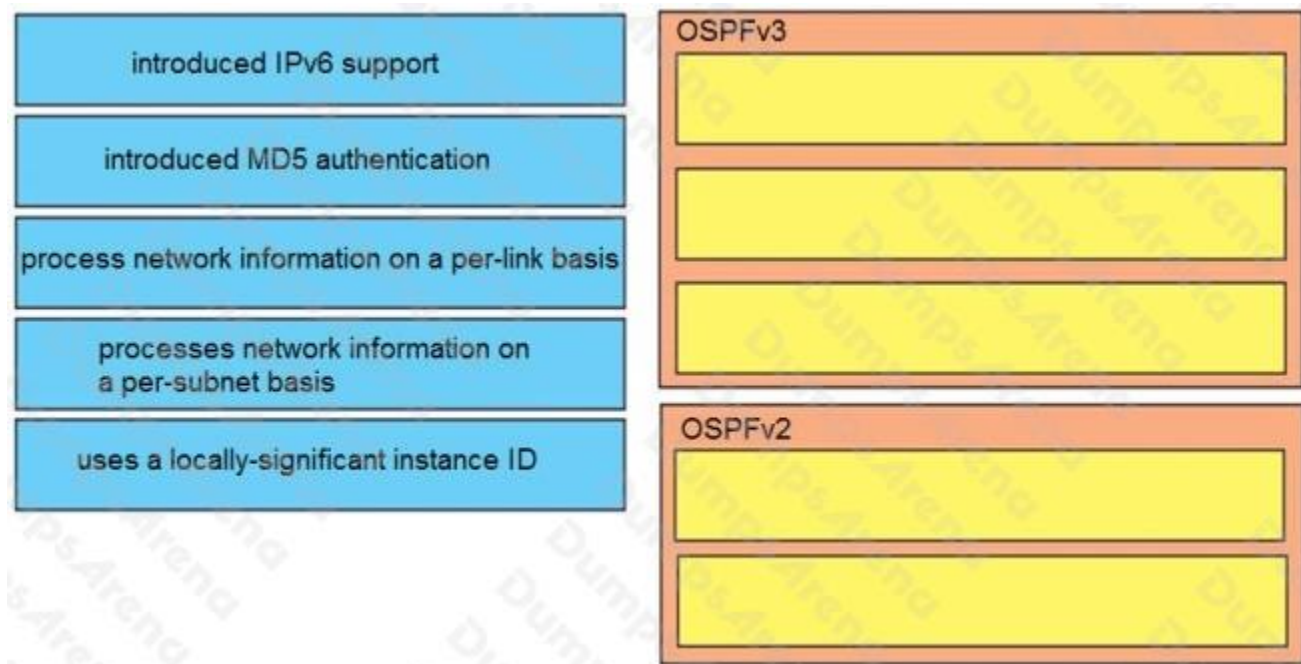 introduced IPv6 support
introduced MD5 authentication
process network information on a per-link basis
processes network information on
a per-subnet basis
uses a locally-significant instance ID
OSPFv3
OSPFv2
DumpsArena